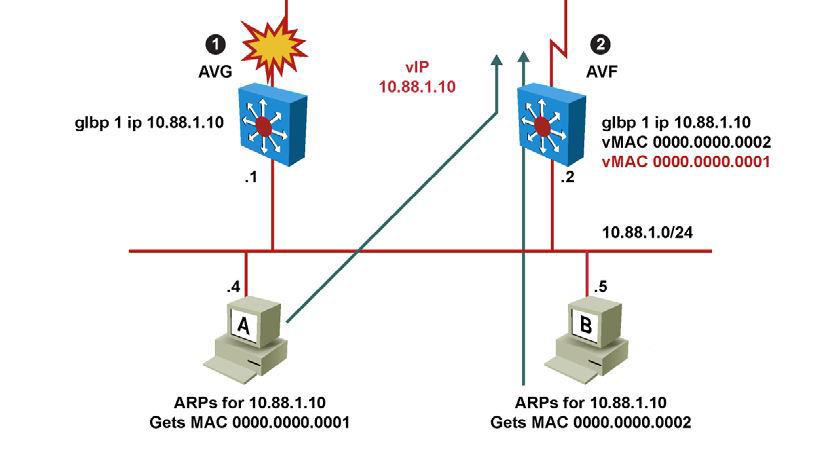 1
AVG
vIP
10.88.1.10
2
AVF
glbp 1 ip 10.88.1.10
glbp 1 ip 10.88.1.10
vMAC 0000.0000.0002
vMAC 0000.0000.0001
.1
.2
10.88.1.0/24
.4
.5
A
B
ARPs for 10.88.1.10
Gets MAC 0000.0000.0001
ARPs for 10.88.1.10
Gets MAC 0000.0000.0002